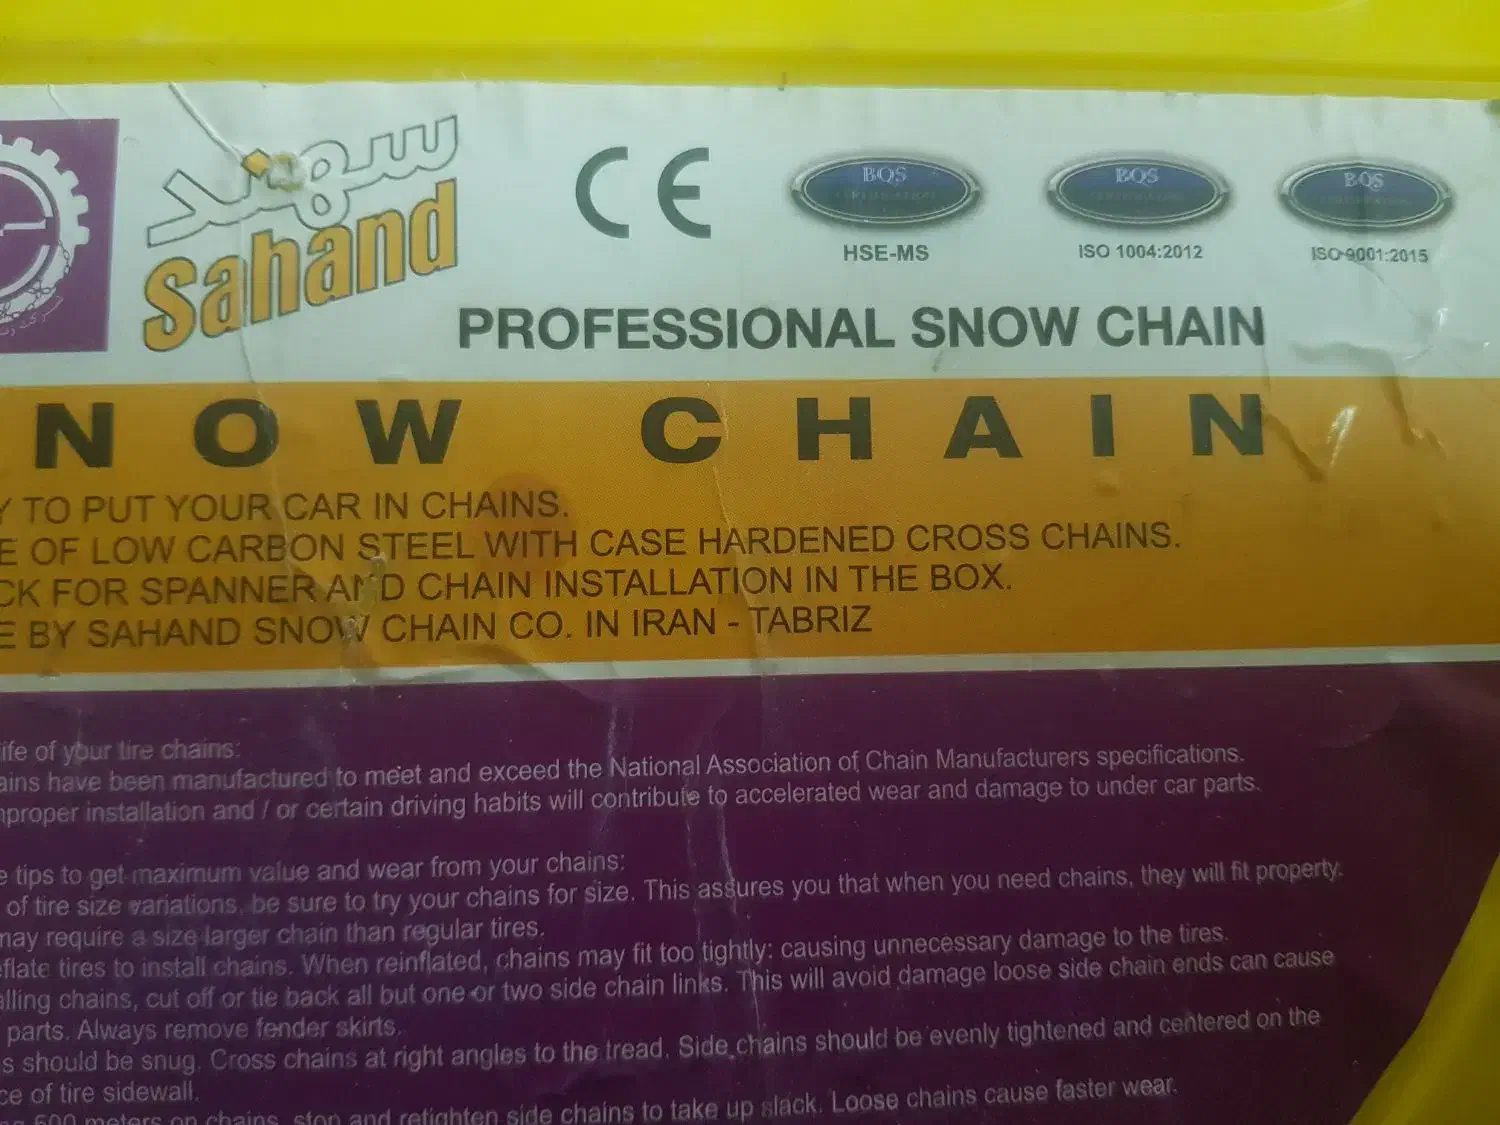 سهند
Sahand
CE
BQS
BQS
BQS
HSE-MS
ISO 1004:2012
ISO 9001:2015
PROFESSIONAL SNOW CHAIN
NOW CHAIN
Y TO PUT YOUR CAR IN CHAINS.
E OF LOW CARBON STEEL WITH CASE HARDENED CROSS CHAINS.
CK FOR SPANNER AND CHAIN INSTALLATION IN THE BOX.
E BY SAHAND SNOW CHAIN CO. IN IRAN - TABRIZ
ife of your tire chains:
ains have been manufactured to meet and exceed the National Association of Chain Manufacturers specifications.
nproper installation and / or certain driving habits will contribute to accelerated wear and damage to under car parts.
e tips to get maximum value and wear from your chains:
of tire size variations, be sure to try your chains for size. This assures you that when you need chains, they will fit property.
may require a size larger chain than regular tires.
eflate tires to install chains. When reinflated, chains may fit too tightly: causing unnecessary damage to the tires.
alling chains, cut off or tie back all but one or two side chain links. This will avoid damage loose side chain ends can cause
parts. Always remove fender skirts.
s should be snug. Cross chains at right angles to the tread. Side chains should be evenly tightened and centered on the
ce of tire sidewall.
500 meters on chains, stop and retighten side chains to take up slack. Loose chains cause faster wear.